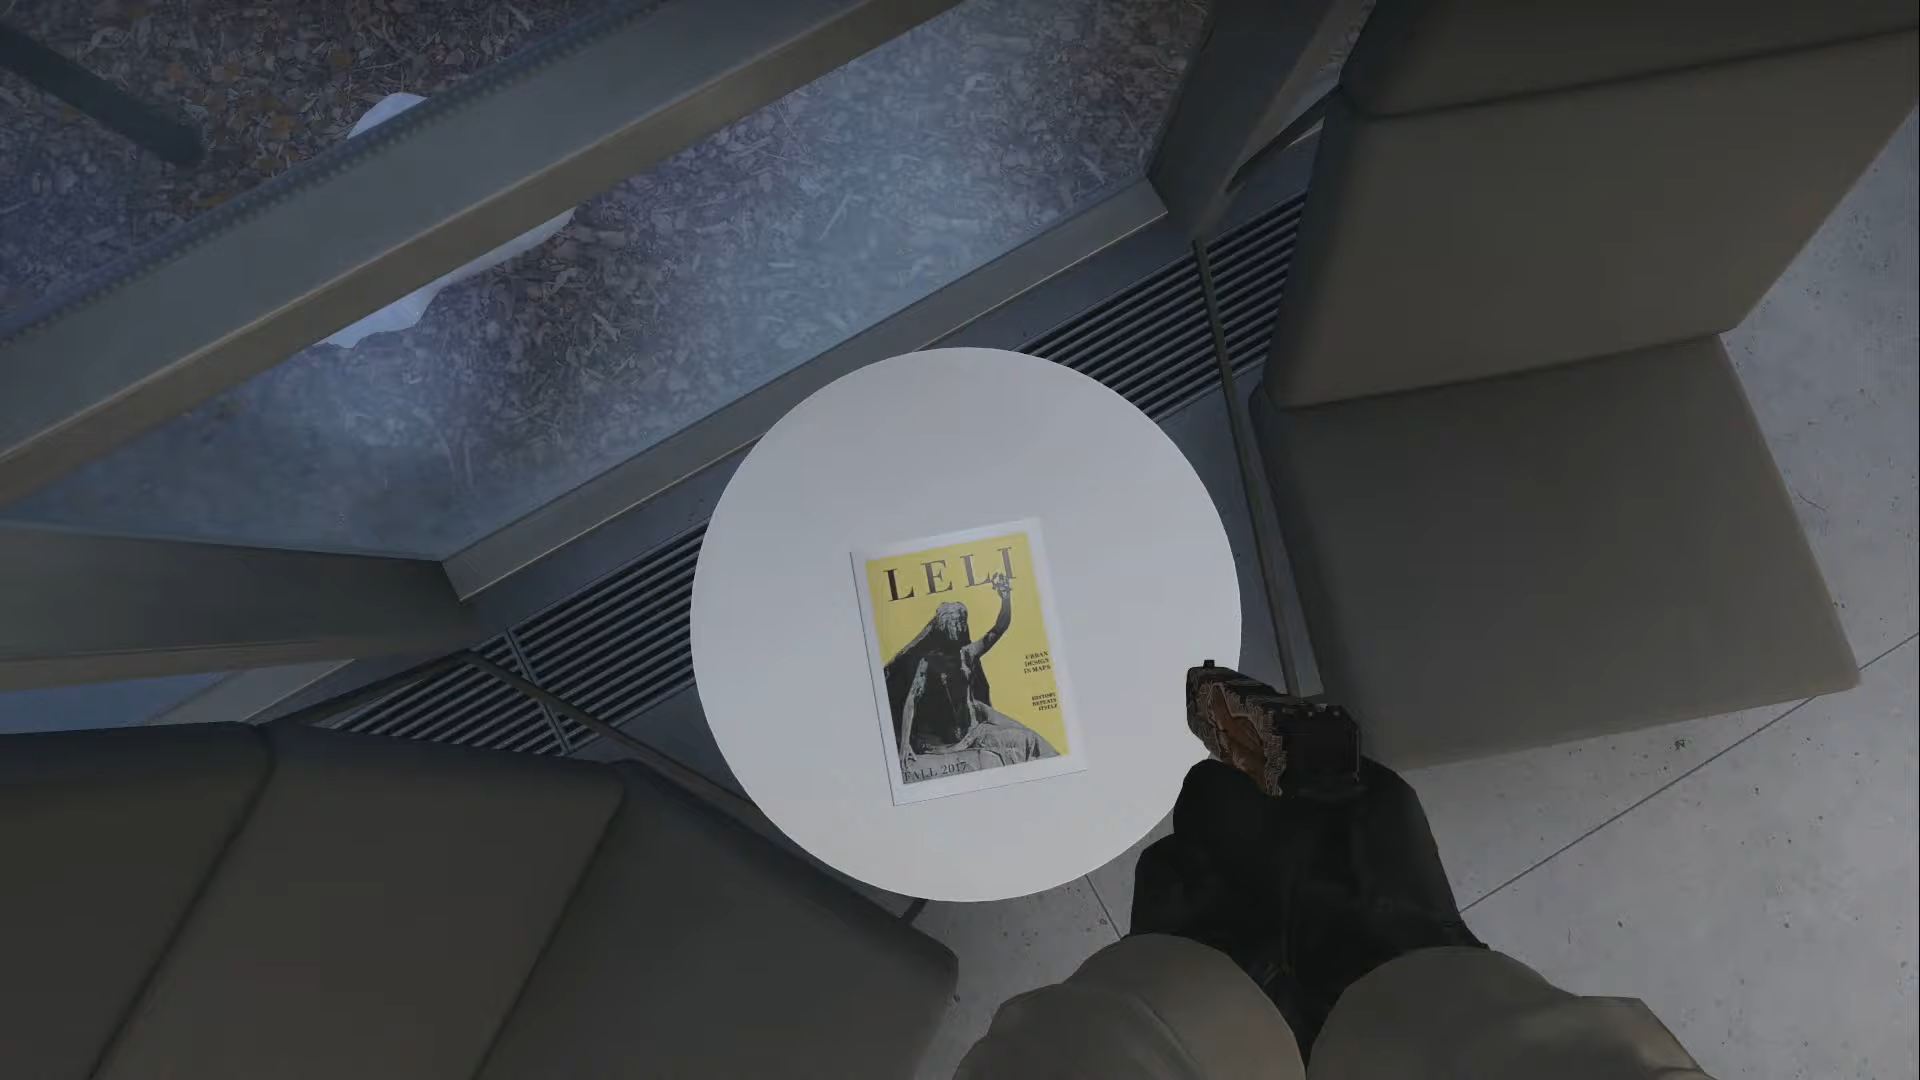 LELI
URBAN
DESIGN
IN MAPS
HISTORY
REPEATS
ITSELF
FALL 2017